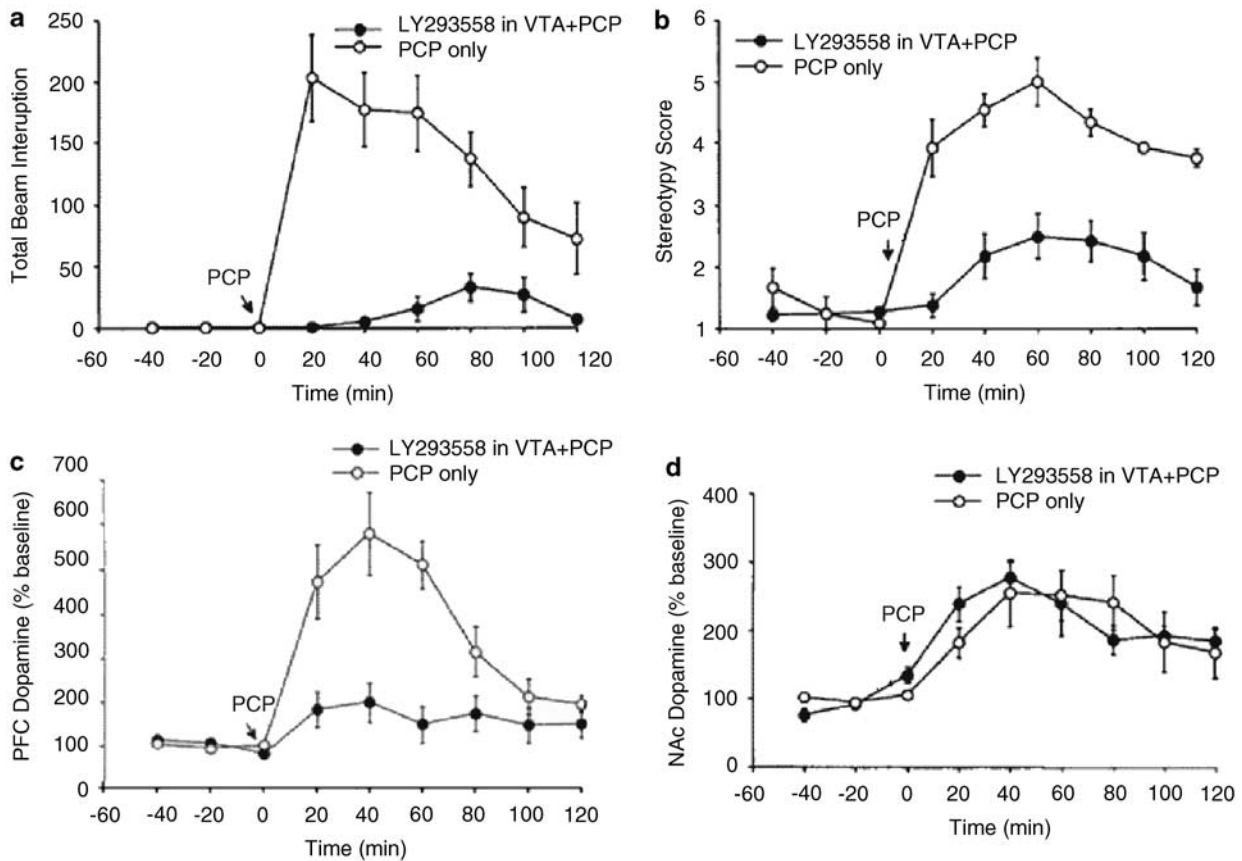 a
LY293558 in VTA+PCP
PCP only
Total Beam Interruption
250
200
150
100
50
0
PCP
-60 -40 -20 0 20 40 60 80 100 120
Time (min)
b
LY293558 in VTA+PCP
PCP only
Stereotypy Score
6
5
4
3
2
1
PCP
-60 -40 -20 0 20 40 60 80 100 120
Time (min)
c
LY293558 in VTA+PCP
PCP only
PFC Dopamine (% baseline)
700
600
500
400
300
200
100
0
PCP
-60 -40 -20 0 20 40 60 80 100 120
Time (min)
d
LY293558 in VTA+PCP
PCP only
NAc Dopamine (% baseline)
400
300
200
100
0
PCP
-60 -40 -20 0 20 40 60 80 100 120
Time (min)